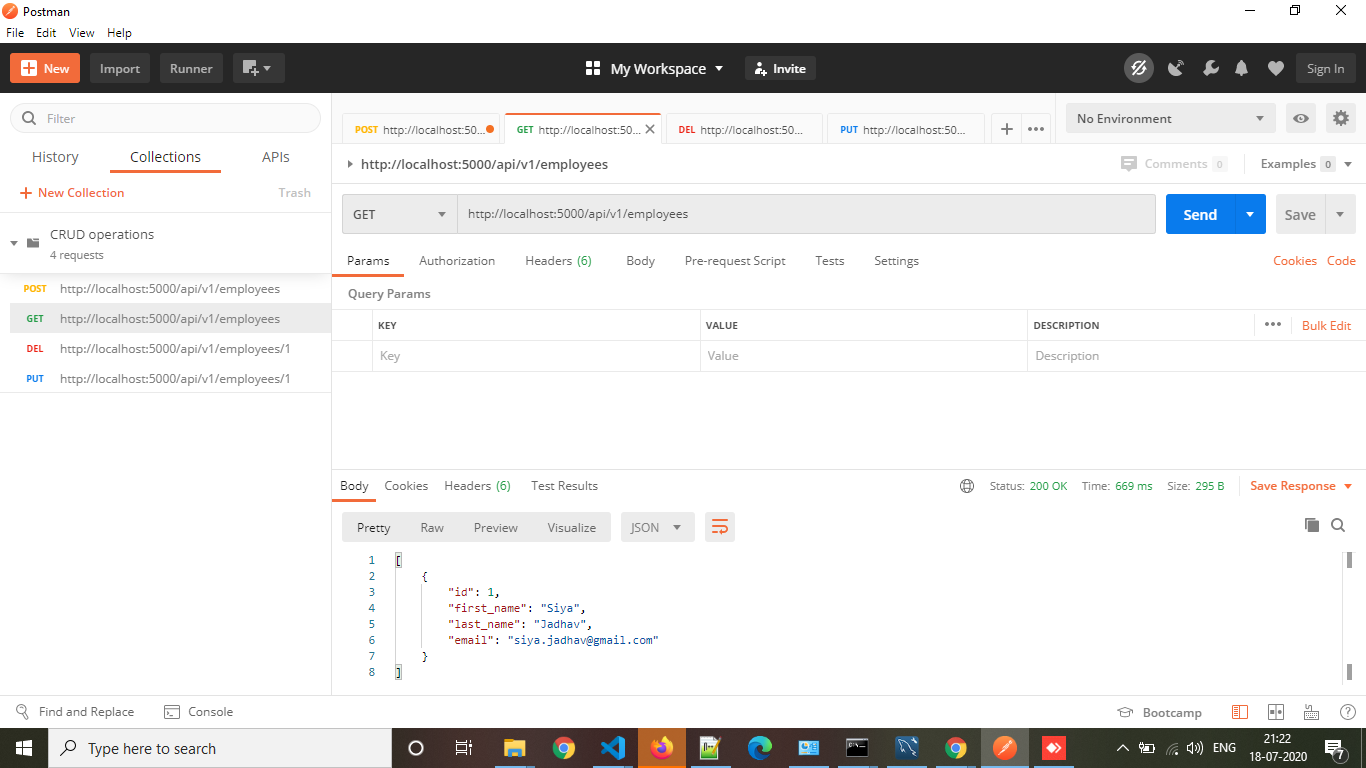 Postman
File Edit View Help
New Import Runner My Workspace Invite Sign In
Filter
History Collections APIs
New Collection Trash
CRUD operations
4 requests
POST http://localhost:5000/api/v1/employees
GET http://localhost:5000/api/v1/employees
DEL http://localhost:5000/api/v1/employees/1
PUT http://localhost:5000/api/v1/employees/1
POST http://localhost:50... GET http://localhost:50... DEL http://localhost:50... PUT http://localhost:50... No Environment
http://localhost:5000/api/v1/employees Comments 0 Examples 0
GET http://localhost:5000/api/v1/employees Send Save
Params Authorization Headers (6) Body Pre-request Script Tests Settings Cookies Code
Query Params
KEY VALUE DESCRIPTION Bulk Edit
Key Value Description
Body Cookies Headers (6) Test Results Status: 200 OK Time: 669 ms Size: 295 B Save Response
Pretty Raw Preview Visualize JSON
1 [
2 {
3 "id": 1,
4 "first_name": "Siya",
5 "last_name": "Jadhav",
6 "email": "siya.jadhav@gmail.com"
7 }
8 ]
Find and Replace Console Bootcamp
Type here to search ENG 21:22
18-07-2020 7